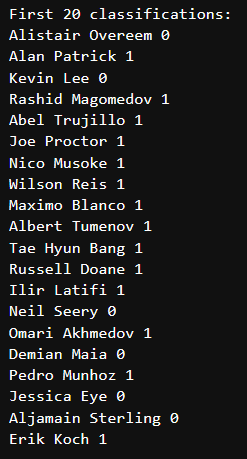 First 20 classifications:
Alistair Overeem 0
Alan Patrick 1
Kevin Lee 0
Rashid Magomedov 1
Abel Trujillo 1
Joe Proctor 1
Nico Musoke 1
Wilson Reis 1
Maximo Blanco 1
Albert Tumenov 1
Tae Hyun Bang 1
Russell Doane 1
Ilir Latifi 1
Neil Seery 0
Omari Akhmedov 1
Demian Maia 0
Pedro Munhoz 1
Jessica Eye 0
Aljamain Sterling 0
Erik Koch 1